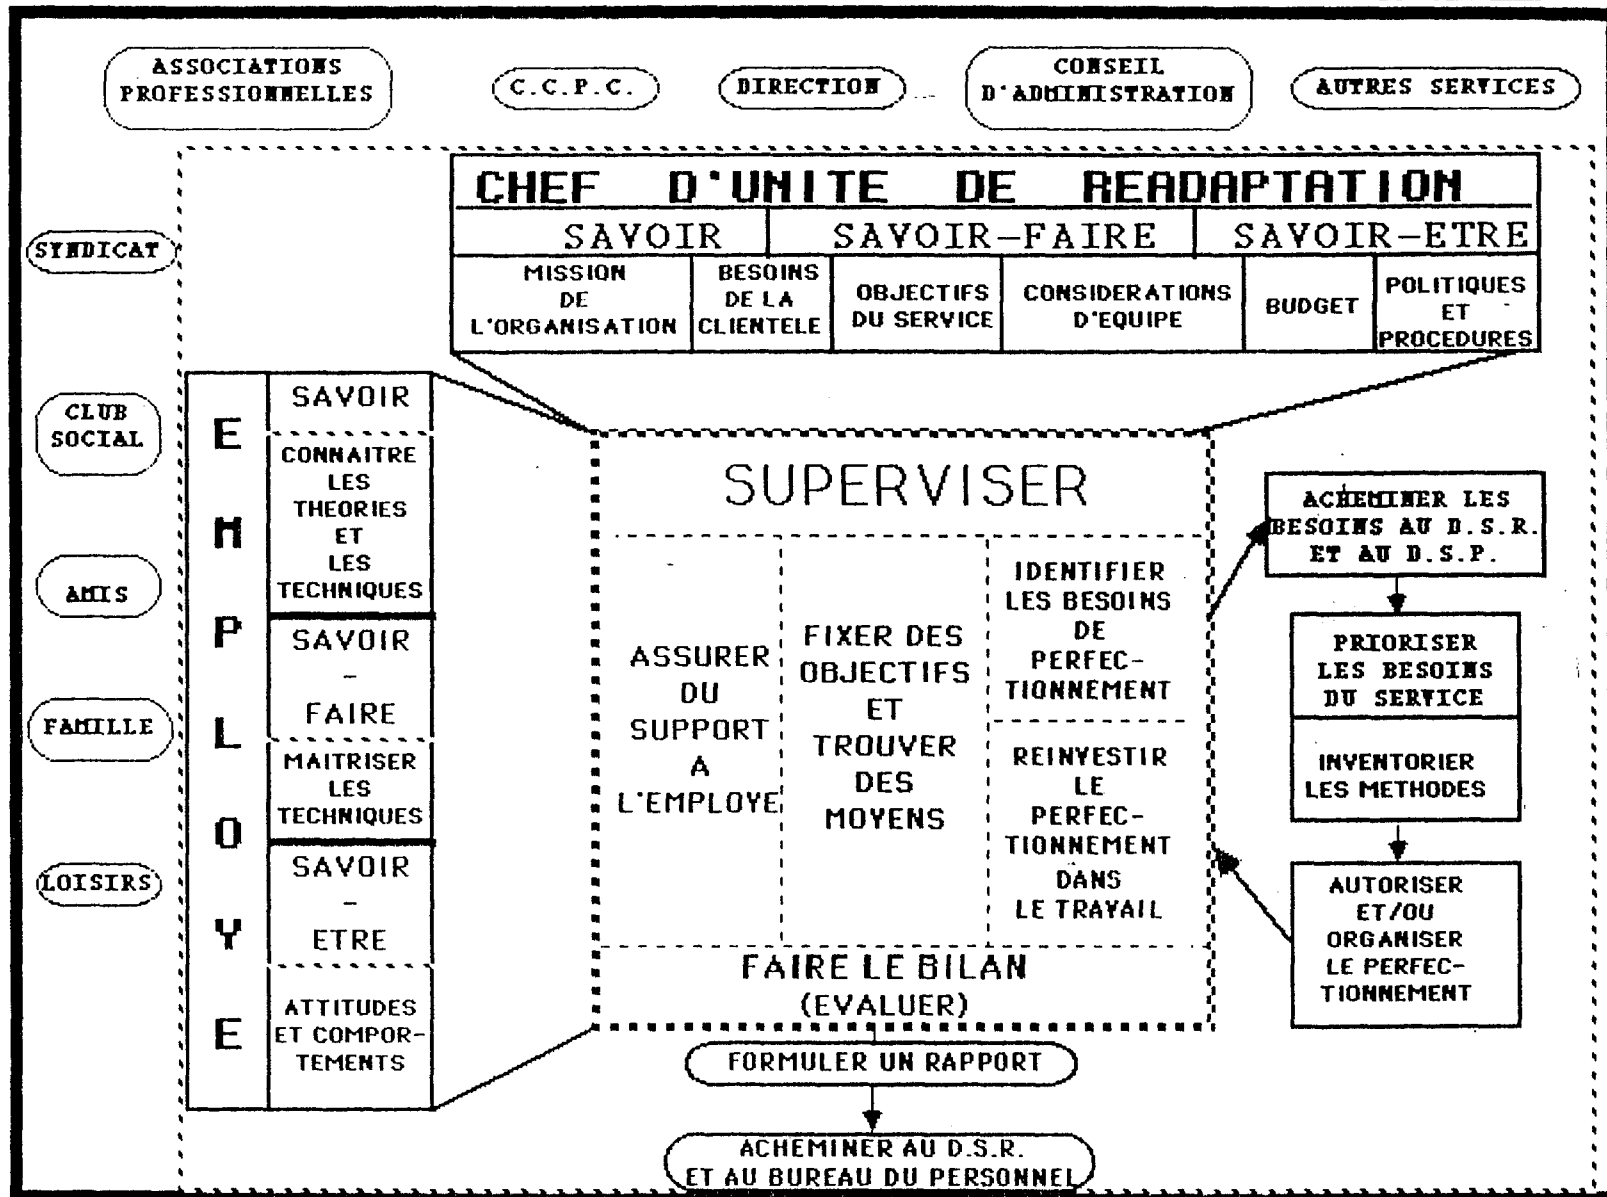 ASSOCIATIONS
PROFESSIONNELLES
C.C.P.C.
DIRECTION
CONSEIL
D'ADMINISTRATION
AUTRES SERVICES
CHEF D'UNITE DE READAPTATION
SAVOIR
SAVOIR-FAIRE
SAVOIR-ETRE
MISSION
DE
L'ORGANISATION
BESOINS
DE LA
CLIENTELE
OBJECTIFS
DU SERVICE
CONSIDERATIONS
D'EQUIPE
BUDGET
POLITIQUES
ET
PROCEDURES
SYNDICAT
CLUB
SOCIAL
AMIS
FAMILLE
LOISIRS
EMPLOYE
SAVOIR
CONNAITRE
LES
THEORIES
ET
LES
TECHNIQUES
SAVOIR
-
FAIRE
MAITRISER
LES
TECHNIQUES
SAVOIR
-
ETRE
ATTITUDES
ET COMPOR-
TEMENTS
SUPERVISER
ASSURER
DU
SUPPORT
A
L'EMPLOYE
FIXER DES
OBJECTIFS
ET
TROUVER
DES
MOYENS
IDENTIFIER
LES BESOINS
DE
PERFEC-
TIONNEMENT
REINVESTIR
LE
PERFEC-
TIONNEMENT
DANS
LE TRAVAIL
FAIRE LE BILAN
(EVALUER)
FORMULER UN RAPPORT
ACHEMINER AU D.S.R.
ET AU BUREAU DU PERSONNEL
ACHEMINER LES
BESOINS AU D.S.R.
ET AU D.S.P.
PRIORISER
LES BESOINS
DU SERVICE
INVENTORIER
LES METHODES
AUTORISER
ET/OU
ORGANISER
LE PERFEC-
TIONNEMENT